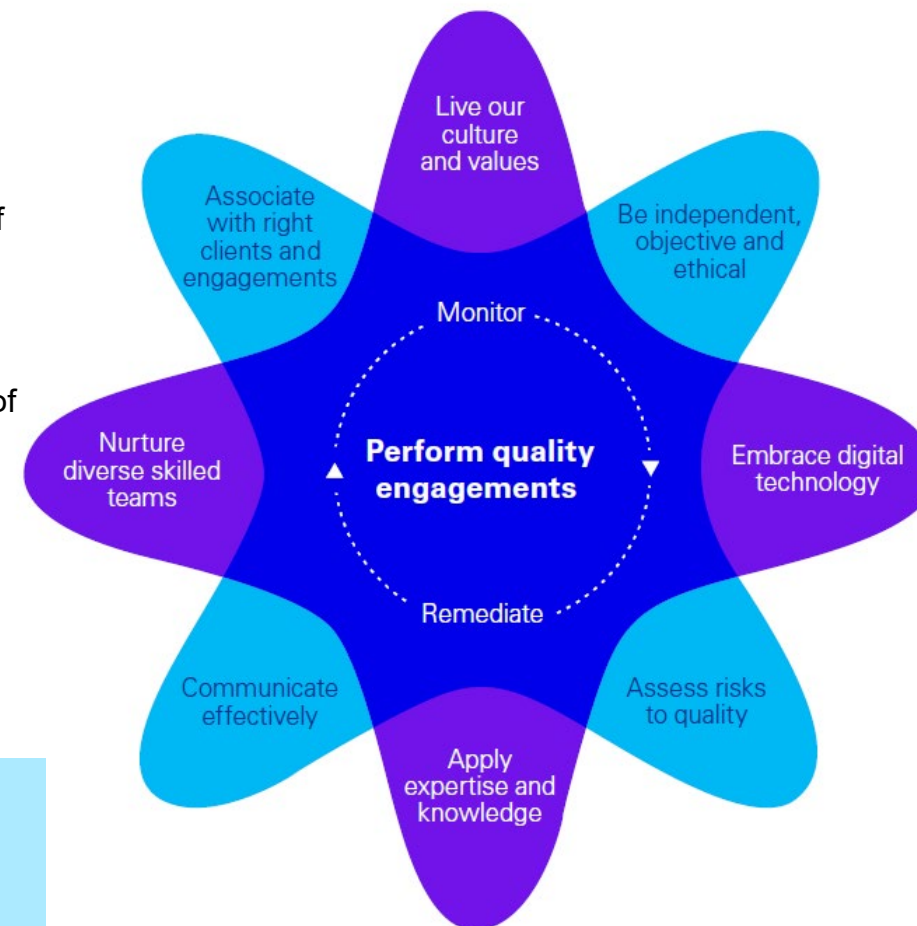 Live our
culture
and values
Associate
with right
clients and
engagements
Be independent,
objective and
ethical
f
Monitor
of
Nurture
diverse skilled
teams
Perform quality
engagements
Embrace digital
technology
Remediate
Communicate
effectively
Assess risks
to quality
Apply
expertise and
knowledge